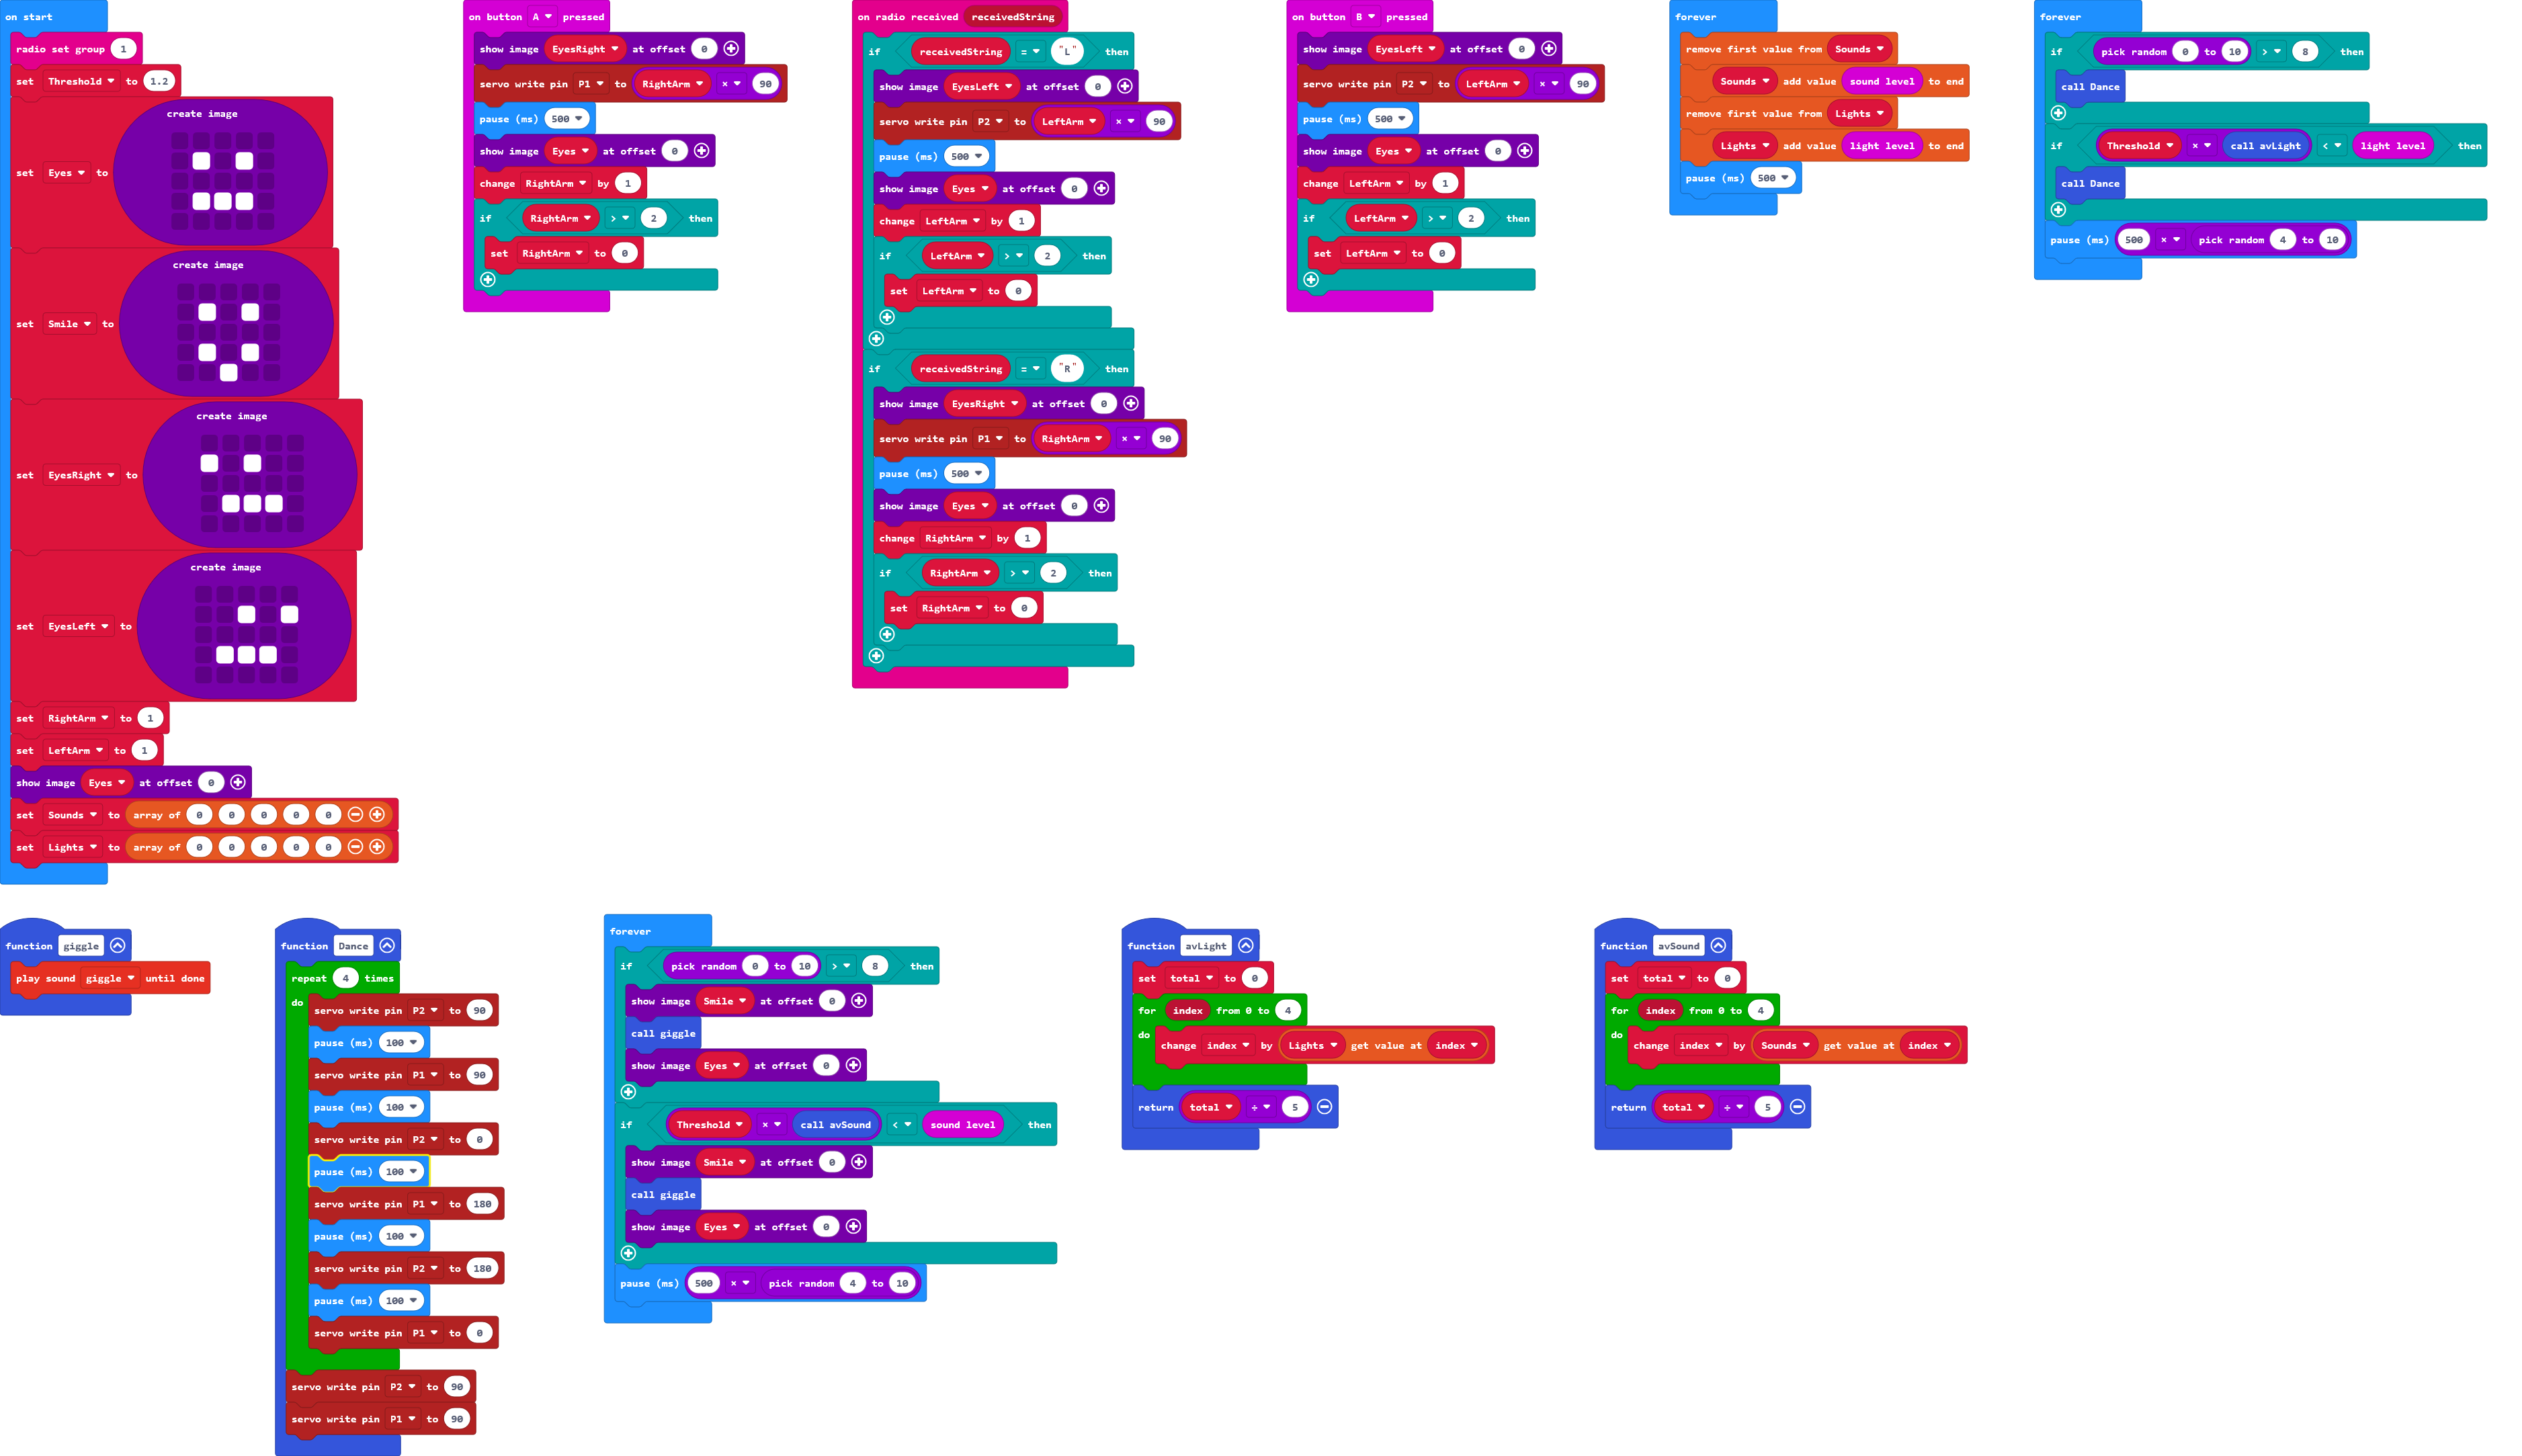 on start
radio set group 1
set Threshold to 1.2
set Eyes to create image
set Smile to create image
set EyesRight to create image
set EyesLeft to create image
set RightArm to 1
set LeftArm to 1
show image Eyes at offset 0
set Sounds to array of 0 0 0 0 0
set Lights to array of 0 0 0 0 0
on button A pressed
show image EyesRight at offset 0
servo write pin P1 to RightArm × 90
pause (ms) 500
show image Eyes at offset 0
change RightArm by 1
if RightArm > 2 then
set RightArm to 0
on radio received receivedString
if receivedString = "L" then
show image EyesLeft at offset 0
servo write pin P2 to LeftArm × 90
pause (ms) 500
show image Eyes at offset 0
change LeftArm by 1
if LeftArm > 2 then
set LeftArm to 0
if receivedString = "R" then
show image EyesRight at offset 0
servo write pin P1 to RightArm × 90
pause (ms) 500
show image Eyes at offset 0
change RightArm by 1
if RightArm > 2 then
set RightArm to 0
on button B pressed
show image EyesLeft at offset 0
servo write pin P2 to LeftArm × 90
pause (ms) 500
show image Eyes at offset 0
change LeftArm by 1
if LeftArm > 2 then
set LeftArm to 0
forever
remove first value from Sounds
Sounds add value sound level to end
remove first value from Lights
Lights add value light level to end
pause (ms) 500
forever
if pick random 0 to 10 > 8 then
call Dance
if Threshold × call avLight < light level then
call Dance
pause (ms) 500 × pick random 4 to 10
function giggle
play sound giggle until done
function Dance
repeat 4 times
do
servo write pin P2 to 90
pause (ms) 100
servo write pin P1 to 90
pause (ms) 100
servo write pin P2 to 0
pause (ms) 100
servo write pin P1 to 180
pause (ms) 100
servo write pin P2 to 180
pause (ms) 100
servo write pin P1 to 0
servo write pin P2 to 90
servo write pin P1 to 90
forever
if pick random 0 to 10 > 8 then
show image Smile at offset 0
call giggle
show image Eyes at offset 0
if Threshold × call avSound < sound level then
show image Smile at offset 0
call giggle
show image Eyes at offset 0
pause (ms) 500 × pick random 4 to 10
function avLight
set total to 0
for index from 0 to 4
do change index by Lights get value at index
return total ÷ 5
function avSound
set total to 0
for index from 0 to 4
do change index by Sounds get value at index
return total ÷ 5